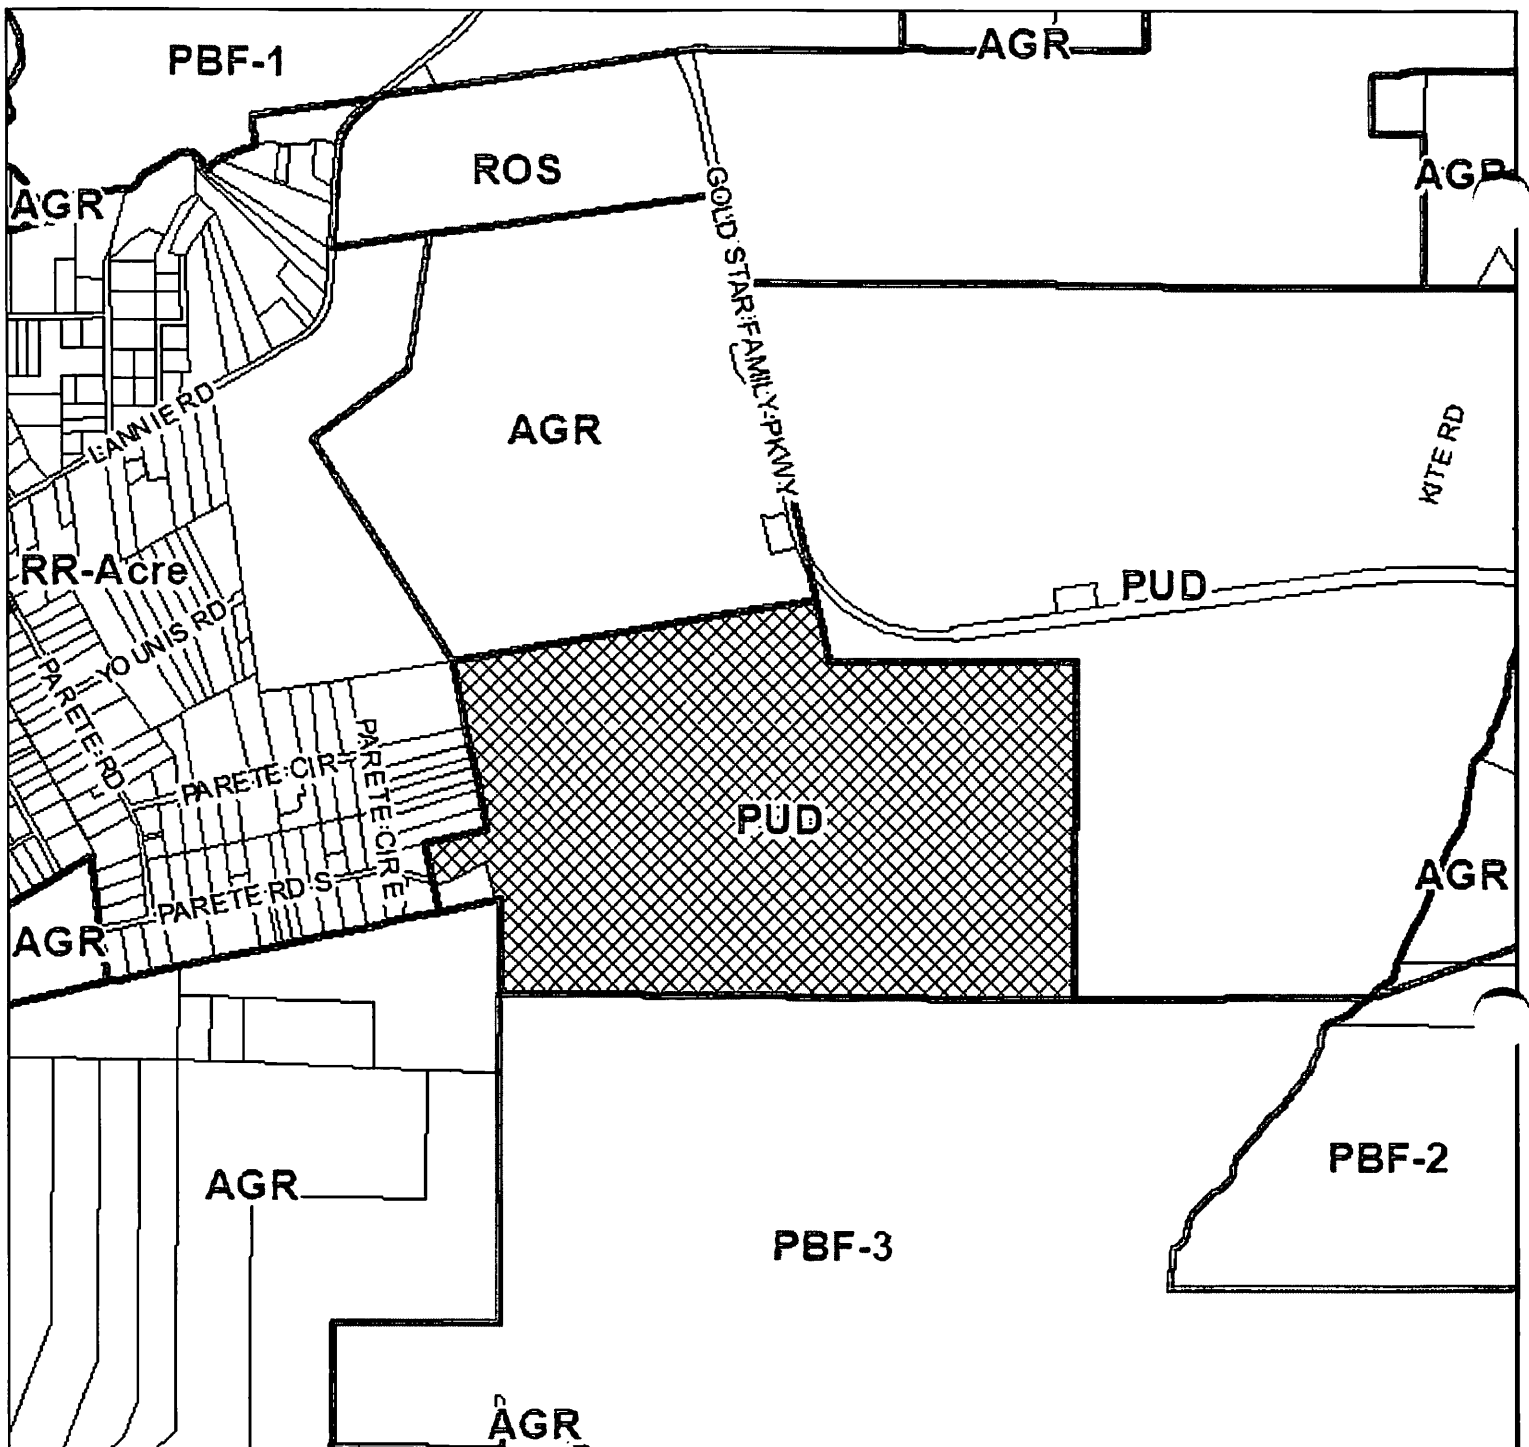 AGR
PBF-1
ROS
AGR
AGR
GOLD STAR FAMILY PKWY
LANNIE RD
AGR
KITE RD
RR-Acre
PUD
YOUNIS RD
PARETE RD
PARETE CIR
PARETE CIR E
PUD
AGR
PARETE RD S
AGR
PBF-2
AGR
PBF-3
AGR